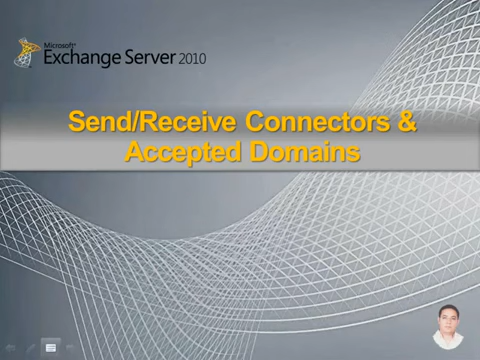 Microsoft®
Exchange Server 2010
Send/Receive Connectors &
Accepted Domains